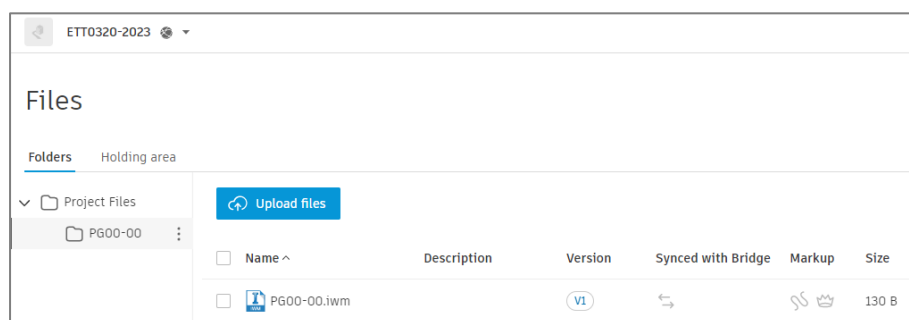 ETT0320-2023
Files
Folders Holding area
Project Files
PG00-00
Upload files
Name Description Version Synced with Bridge Markup Size
PG00-00.iwm V1 130 B